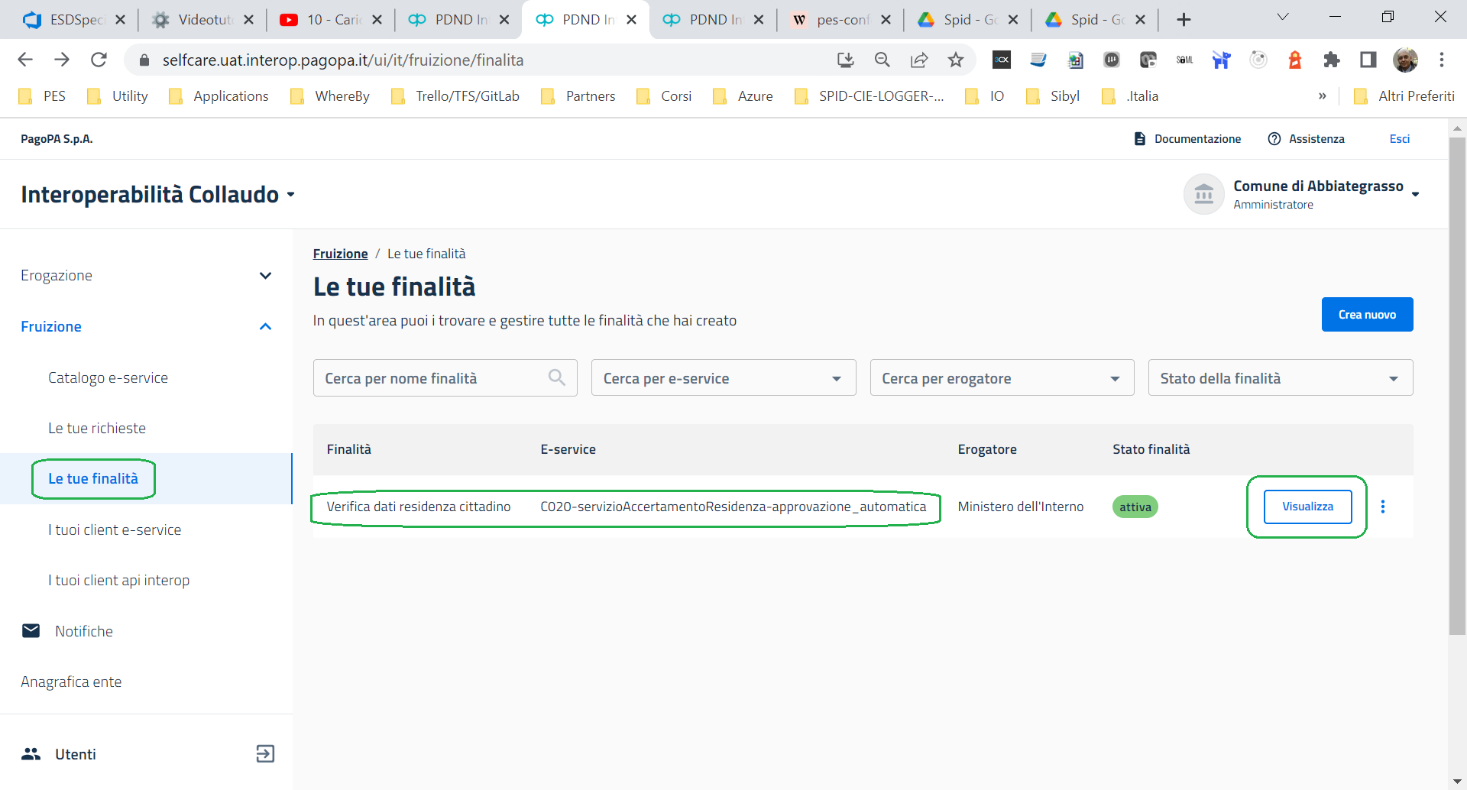 ESDSpeci
Videotuto
10 - Caric
PDND In
PDND In
PDND In
pes-conf
Spid - Go
Spid - Go
selfcare.uat.interop.pagopa.it/ui/it/fruizione/finalita
PES
Utility
Applications
WhereBy
Trello/TFS/GitLab
Partners
Corsi
Azure
SPID-CIE-LOGGER-...
IO
Sibyl
.Italia
»
Altri Preferiti
PagoPA S.p.A.
Documentazione
Assistenza
Esci
Interoperabilità Collaudo
Comune di Abbiategrasso
Amministratore
Erogazione
Fruizione
Catalogo e-service
Le tue richieste
Le tue finalità
I tuoi client e-service
I tuoi client api interop
Notifiche
Anagrafica ente
Utenti
Fruizione / Le tue finalità
Le tue finalità
In quest'area puoi i trovare e gestire tutte le finalità che hai creato
Crea nuovo
Cerca per nome finalità
Cerca per e-service
Cerca per erogatore
Stato della finalità
Finalità E-service Erogatore Stato finalità
Verifica dati residenza cittadino C020-servizioAccertamentoResidenza-approvazione_automatica Ministero dell'Interno attiva Visualizza